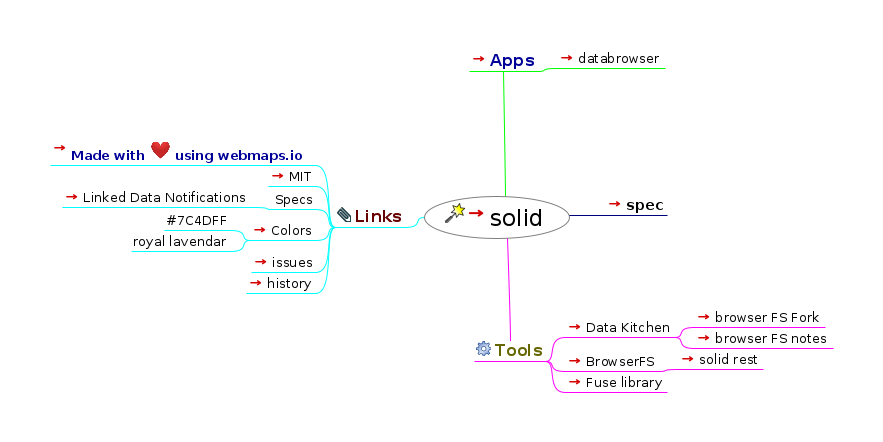 Apps
databrowser
Made with ❤ using webmaps.io
MIT
Linked Data Notifications
Specs
#7C4DFF
Colors
royal lavendar
issues
history
Links
solid
spec
Tools
Data Kitchen
browser FS Fork
browser FS notes
BrowserFS
solid rest
Fuse library